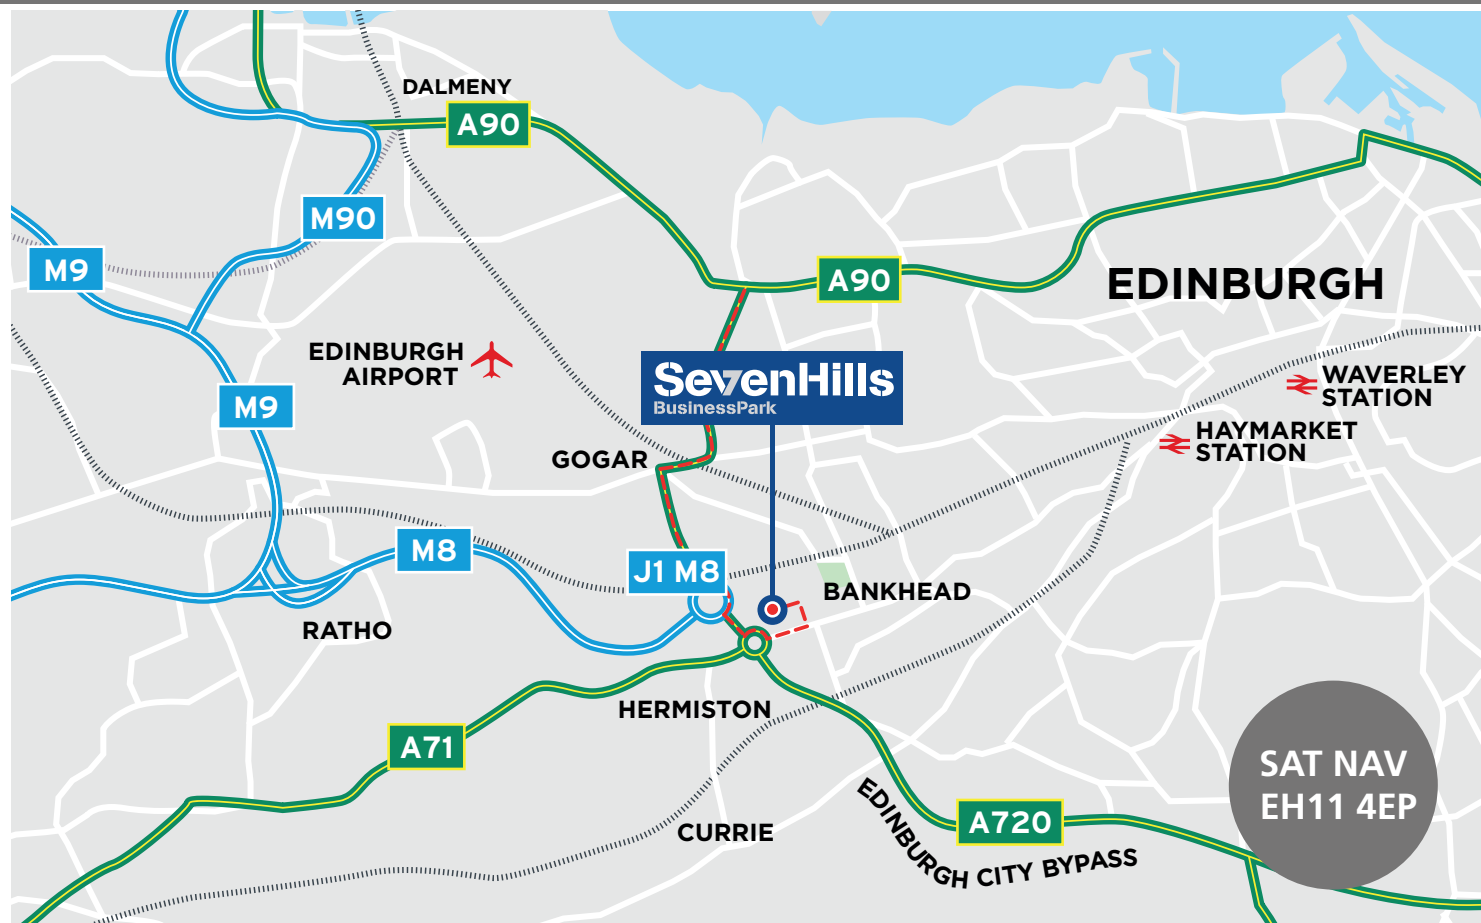 DALMENY
A90
M90
M9
A90
EDINBURGH
EDINBURGH
AIRPORT
SevenHills
BusinessPark
WAVERLEY
STATION
M9
HAYMARKET
STATION
GOGAR
M8
J1 M8
BANKHEAD
RATHO
HERMISTON
A71
SAT NAV
EH11 4EP
A720
CURRIE
EDINBURGH CITY BYPASS